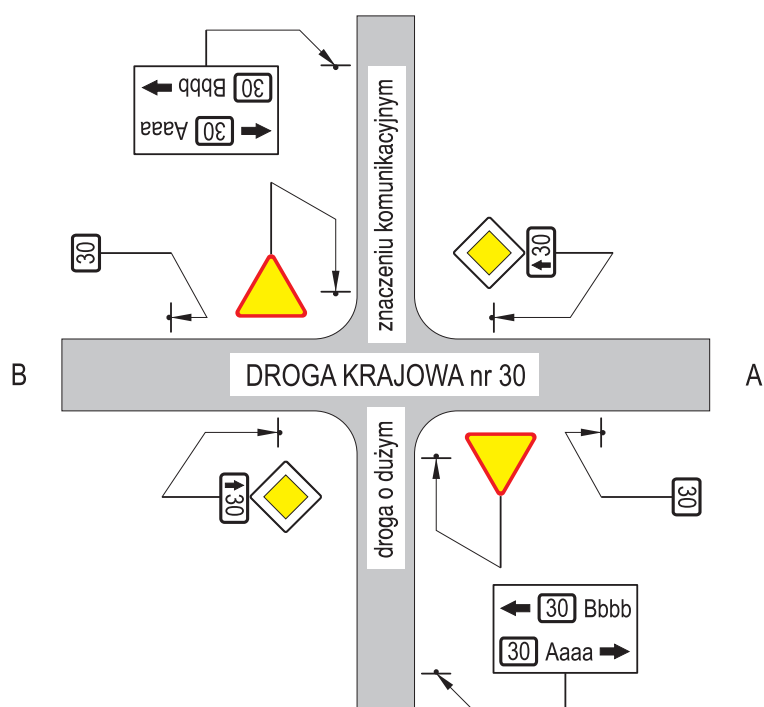 30 Bbbb
Aaaa 30
znaczeniu komunikacyjnym
30
30
B
DROGA KRAJOWA nr 30
A
droga o dużym
30
30
30 Bbbb
30 Aaaa